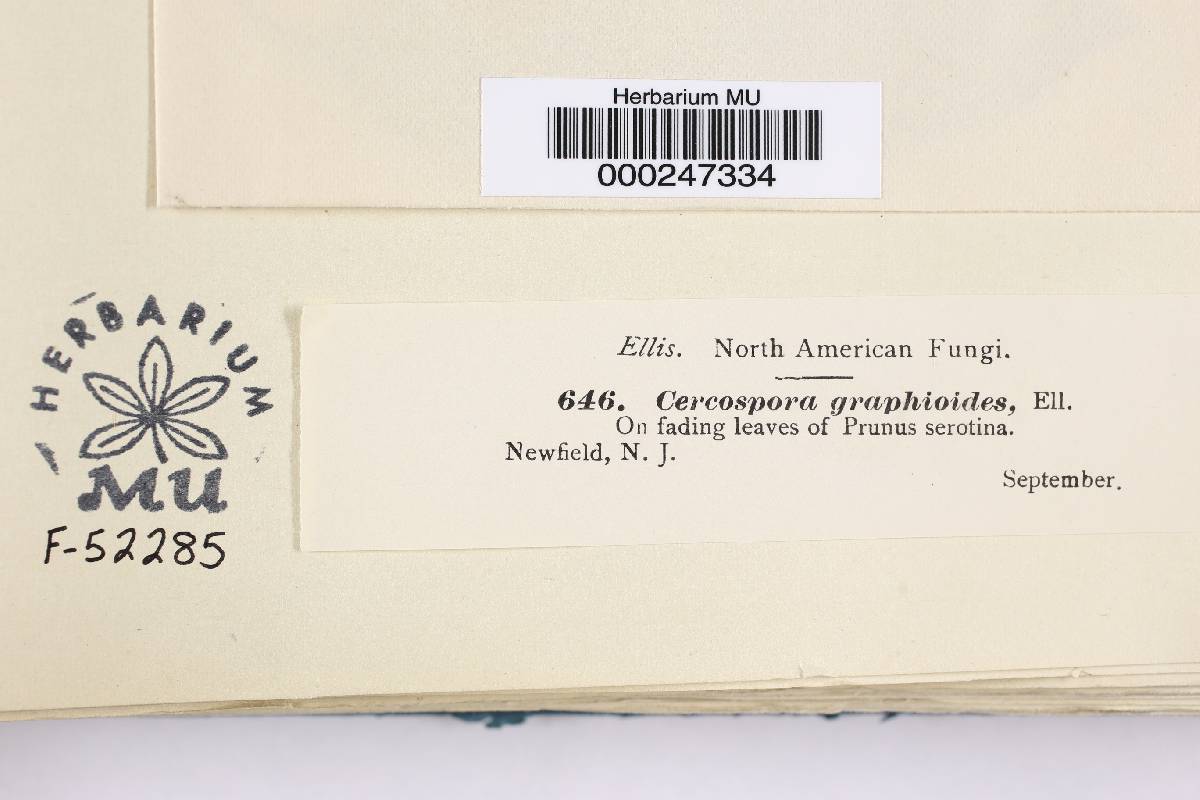 Herbarium MU
000247334
HERBARIUM
MU
F-52285
Ellis. North American Fungi.
646. Cercospora graphioides, Ell.
On fading leaves of Prunus serotina.
Newfield, N. J.
September.